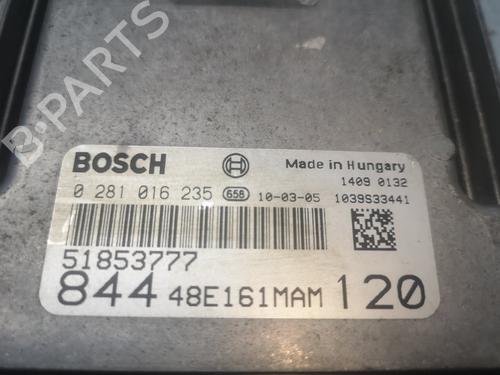 B-PARTS
BOSCH
Made in Hungary
1409 0132
0 281 016 235 658 10-03-05 1039S33441
51853777
844 48E161MAM 120